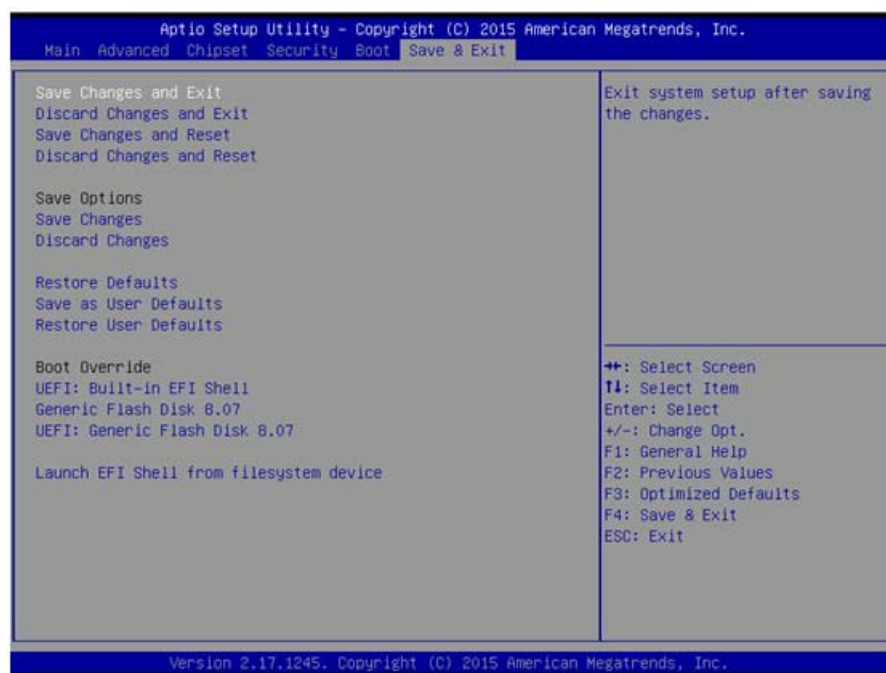 Aptio Setup Utility – Copyright (C) 2015 American Megatrends, Inc.
Main Advanced Chipset Security Boot Save & Exit
Save Changes and Exit
Discard Changes and Exit
Save Changes and Reset
Discard Changes and Reset
Save Options
Save Changes
Discard Changes
Restore Defaults
Save as User Defaults
Restore User Defaults
Boot Override
UEFI: Built-in EFI Shell
Generic Flash Disk 8.07
UEFI: Generic Flash Disk 8.07
Launch EFI Shell from filesystem device
Exit system setup after saving
the changes.
→←: Select Screen
↑↓: Select Item
Enter: Select
+/-: Change Opt.
F1: General Help
F2: Previous Values
F3: Optimized Defaults
F4: Save & Exit
ESC: Exit
Version 2.17.1245. Copyright (C) 2015 American Megatrends, Inc.